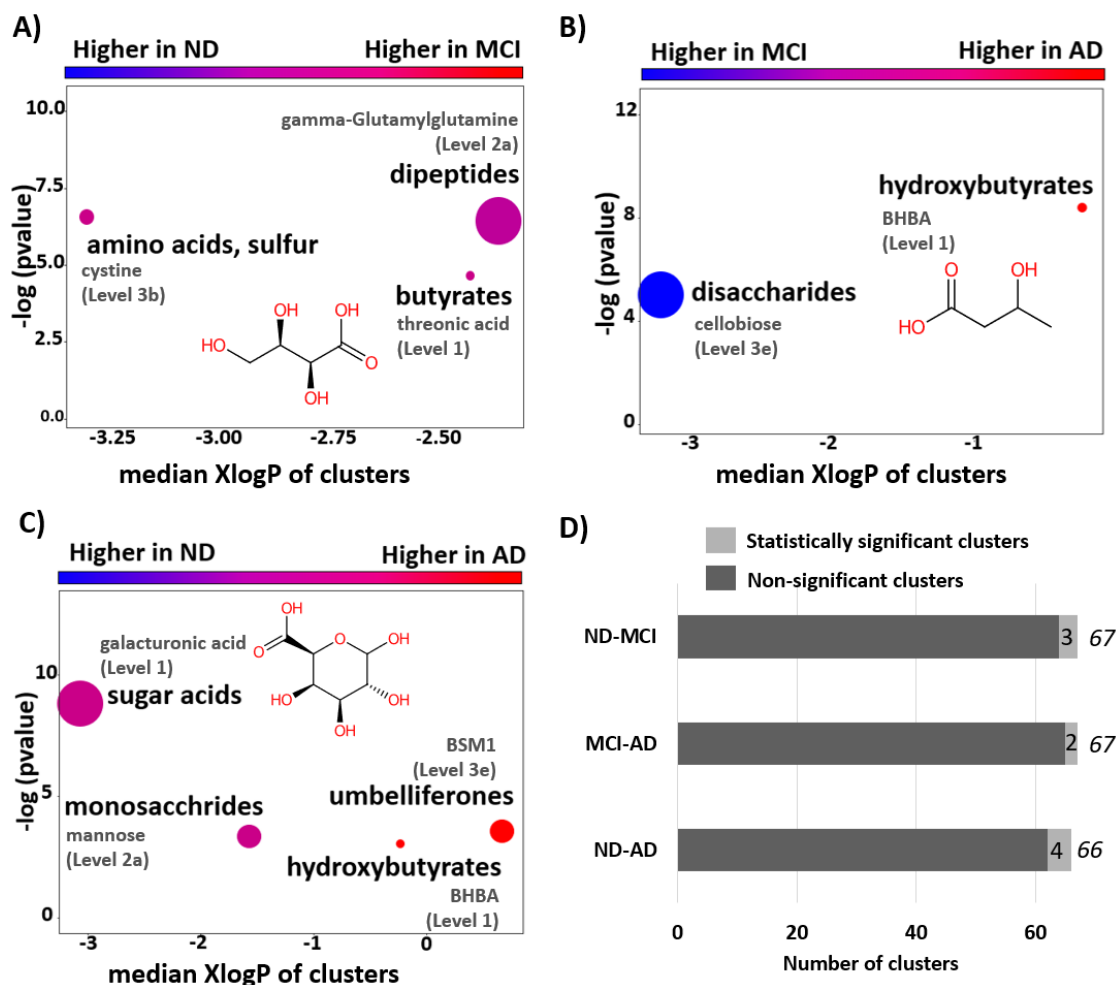 A)
Higher in ND
Higher in MCI
10.0
7.5
5.0
2.5
0.0
-log (pvalue)
gamma-Glutamylglutamine
(Level 2a)
dipeptides
amino acids, sulfur
cystine
(Level 3b)
butyrates
threonic acid
(Level 1)
HO
OH
OH
OH
O
-3.25
-3.00
-2.75
-2.50
median XlogP of clusters
B)
Higher in MCI
Higher in AD
12
8
4
0
-log (pvalue)
hydroxybutyrates
BHBA
(Level 1)
O
OH
HO
disaccharides
cellobiose
(Level 3e)
-3
-2
-1
median XlogP of clusters
C)
Higher in ND
Higher in AD
10
5
0
-log (pvalue)
galacturonic acid
(Level 1)
sugar acids
OH
O
O
OH
HO
OH
OH
BSM1
(Level 3e)
umbelliferones
monosacchrides
mannose
(Level 2a)
hydroxybutyrates
BHBA
(Level 1)
-3
-2
-1
0
median XlogP of clusters
D)
Statistically significant clusters
Non-significant clusters
ND-MCI
3
67
MCI-AD
2
67
ND-AD
4
66
0
20
40
60
Number of clusters